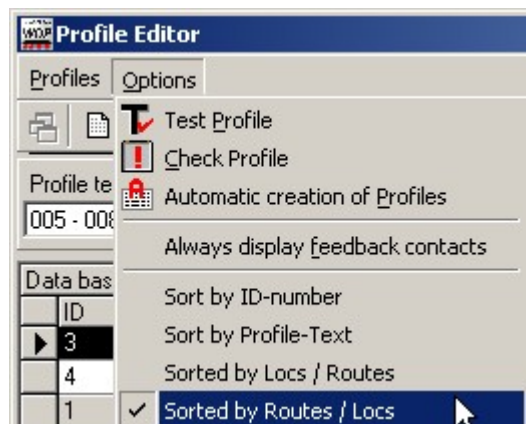 WDP Profile Editor
Profiles Options
Test Profile
Check Profile
Profile te
Automatic creation of Profiles
005 - 008
Always display feedback contacts
Data bas
ID
Sort by ID-number
3
Sort by Profile-Text
4
Sorted by Locs / Routes
1
Sorted by Routes / Locs